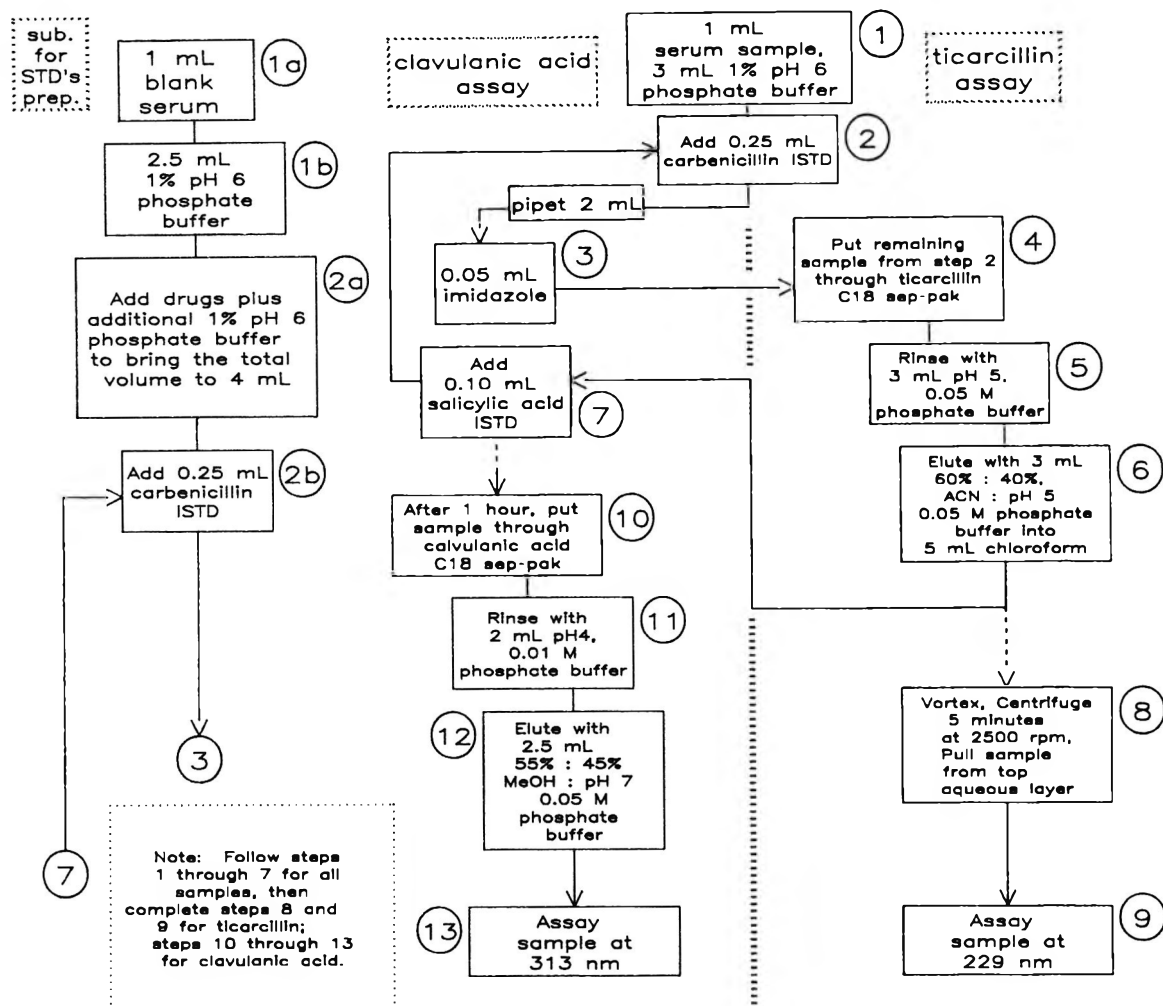 sub.
for
STD's
prep.
1 mL
blank
serum
1a
2.5 mL
1% pH 6
phosphate
buffer
1b
Add drugs plus
additional 1% pH 6
phosphate buffer
to bring the total
volume to 4 mL
2a
Add 0.25 mL
carbenicillin
ISTD
2b
3
7
Note: Follow steps
1 through 7 for all
samples, then
complete steps 8 and
9 for ticarcillin;
steps 10 through 13
for clavulanic acid.
clavulanic acid
assay
1 mL
serum sample,
3 mL 1% pH 6
phosphate buffer
1
ticarcillin
assay
Add 0.25 mL
carbenicillin ISTD
2
pipet 2 mL
0.05 mL
imidazole
3
Put remaining
sample from step 2
through ticarcillin
C18 sep-pak
4
Rinse with
3 mL pH 5,
0.05 M
phosphate buffer
5
Elute with 3 mL
60% : 40%,
ACN : pH 5
0.05 M phosphate
buffer into
5 mL chloroform
6
Add
0.10 mL
salicylic acid
ISTD
7
Vortex, Centrifuge
5 minutes
at 2500 rpm,
Pull sample
from top
aqueous layer
8
Assay
sample at
229 nm
9
After 1 hour, put
sample through
calvulanic acid
C18 sep-pak
10
Rinse with
2 mL pH4,
0.01 M
phosphate buffer
11
Elute with
2.5 mL
55% : 45%
MeOH : pH 7
0.05 M
phosphate
buffer
12
Assay
sample at
313 nm
13